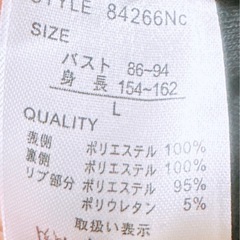 STYLE 84266Nc
SIZE
バスト 86~94
身長 154~162
L
QUALITY
表側 ポリエステル 100%
裏側 ポリエステル 100%
リブ部分 ポリエステル 95%
ポリウレタン 5%
取扱い表示